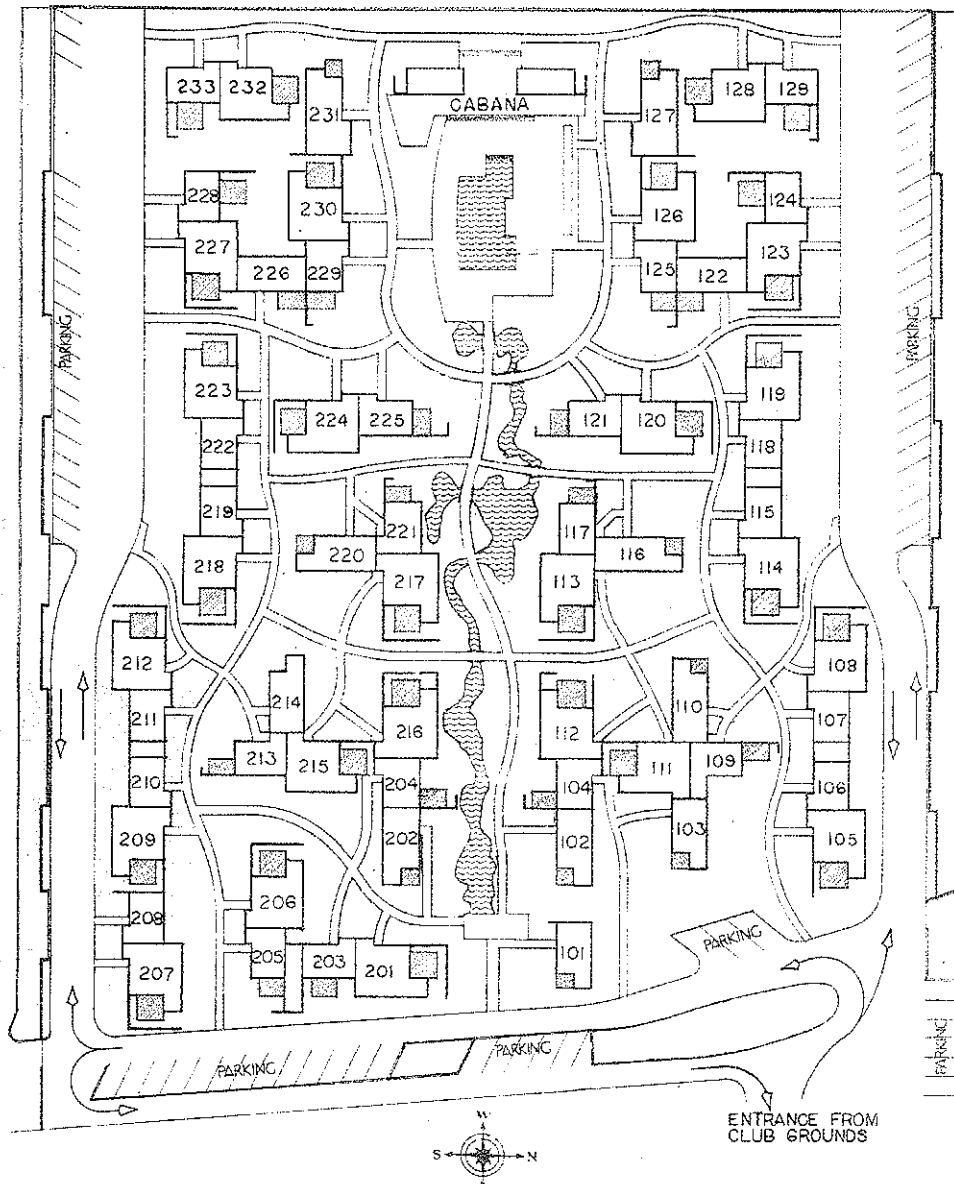 CABANA
233 232 231 127 128 129
228 230 126 124
227 226 229 125 122 123
PARKING PARKING
223 224 225 121 120 119
222 118
219 221 117 115
218 220 217 113 116 114
212 214 216 112 110 108
211 107
213 215 111 109
210 204 104 106
209 202 102 103 105
208 206
PARKING
207 205 203 201 101
PARKING
PARKING
PARKING
ENTRANCE FROM
CLUB GROUNDS
W
S N